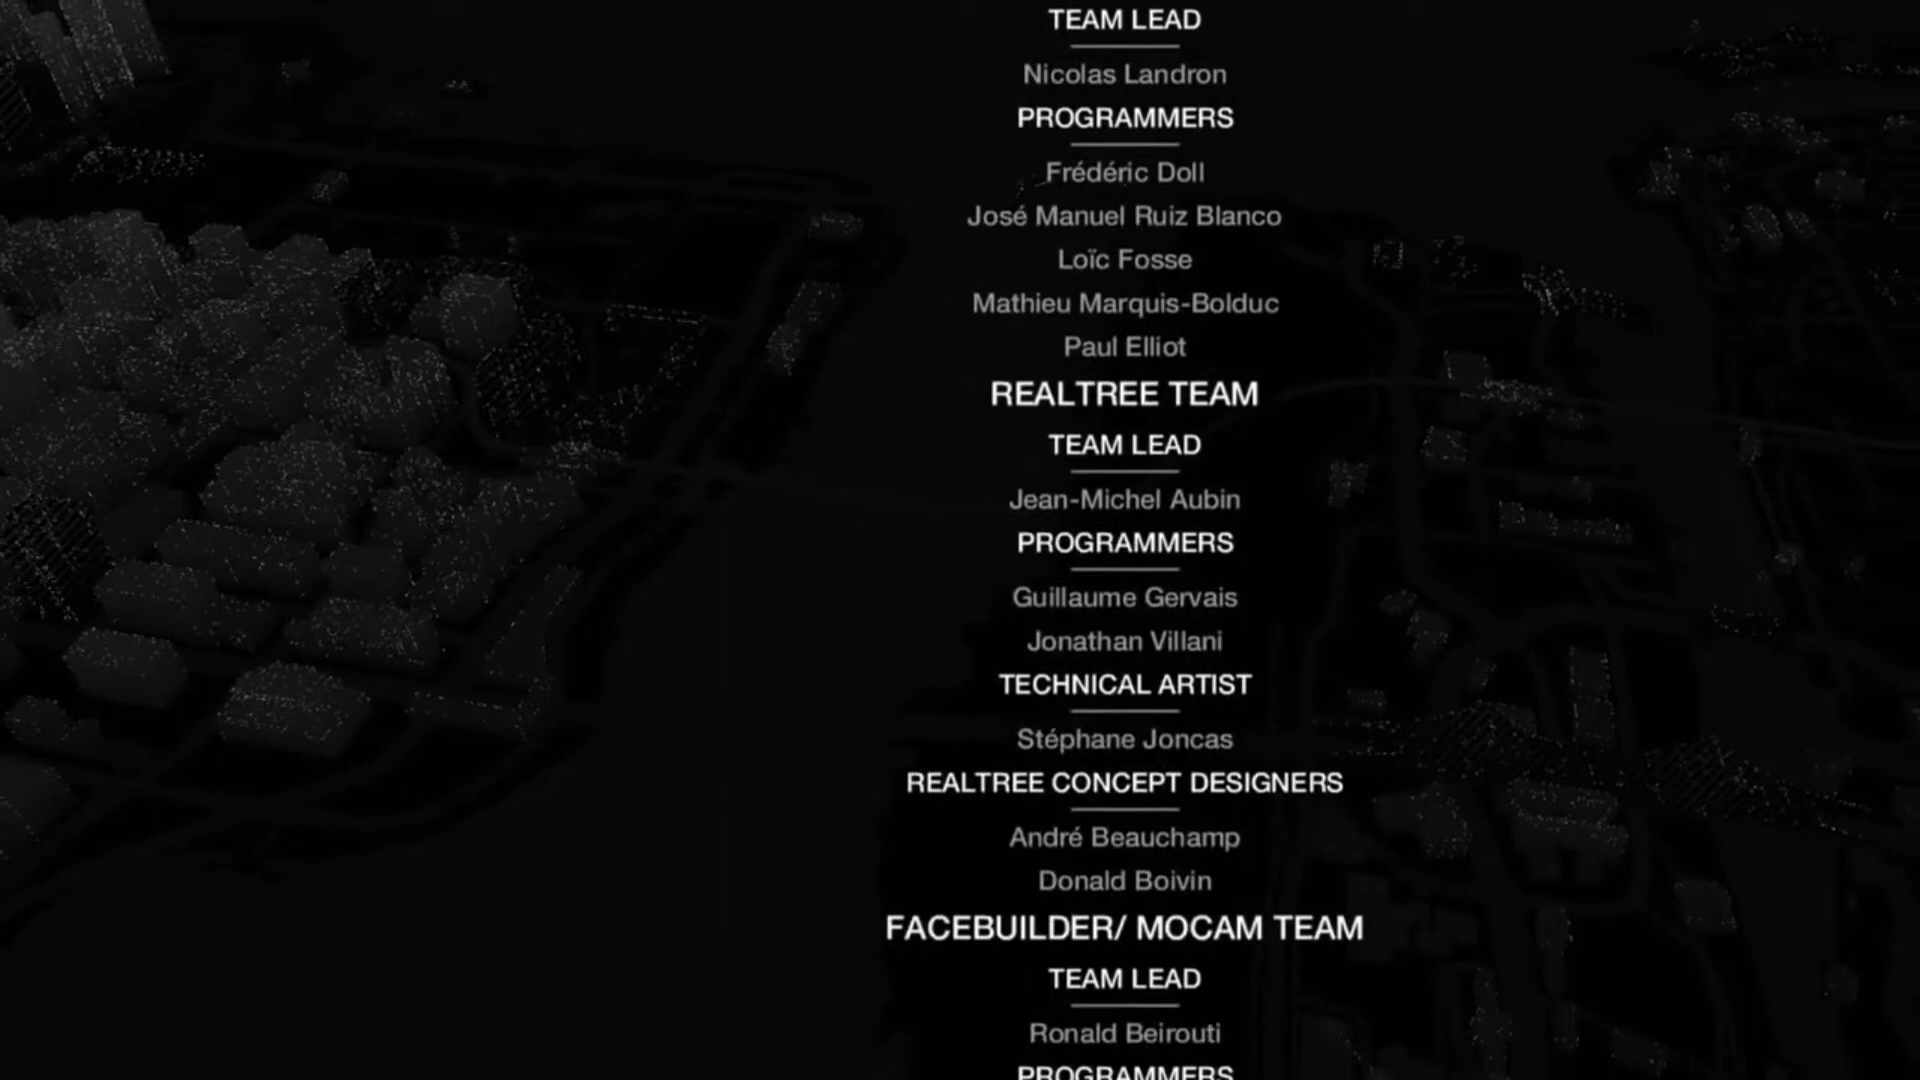 TEAM LEAD
Nicolas Landron
PROGRAMMERS
Frédéric Doll
José Manuel Ruiz Blanco
Loïc Fosse
Mathieu Marquis-Bolduc
Paul Elliot
REALTREE TEAM
TEAM LEAD
Jean-Michel Aubin
PROGRAMMERS
Guillaume Gervais
Jonathan Villani
TECHNICAL ARTIST
Stéphane Joncas
REALTREE CONCEPT DESIGNERS
André Beauchamp
Donald Boivin
FACEBUILDER/ MOCAM TEAM
TEAM LEAD
Ronald Beirouti
PROGRAMMERS